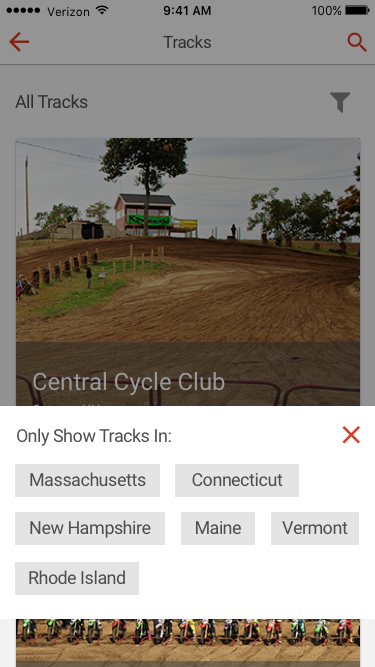 Verizon 9:41 AM 100%
Tracks
All Tracks
Central Cycle Club
Only Show Tracks In:
Massachusetts Connecticut
New Hampshire Maine Vermont
Rhode Island